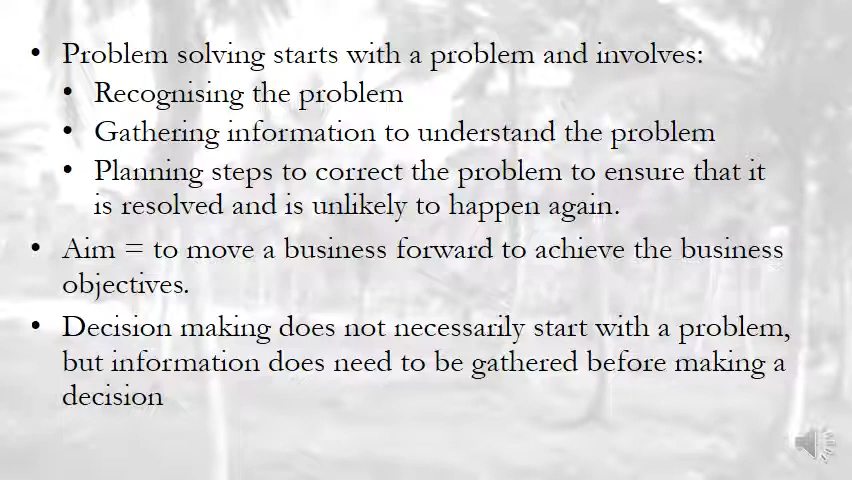 • Problem solving starts with a problem and involves:
• Recognising the problem
• Gathering information to understand the problem
• Planning steps to correct the problem to ensure that it
is resolved and is unlikely to happen again.
• Aim = to move a business forward to achieve the business
objectives.
• Decision making does not necessarily start with a problem,
but information does need to be gathered before making a
decision